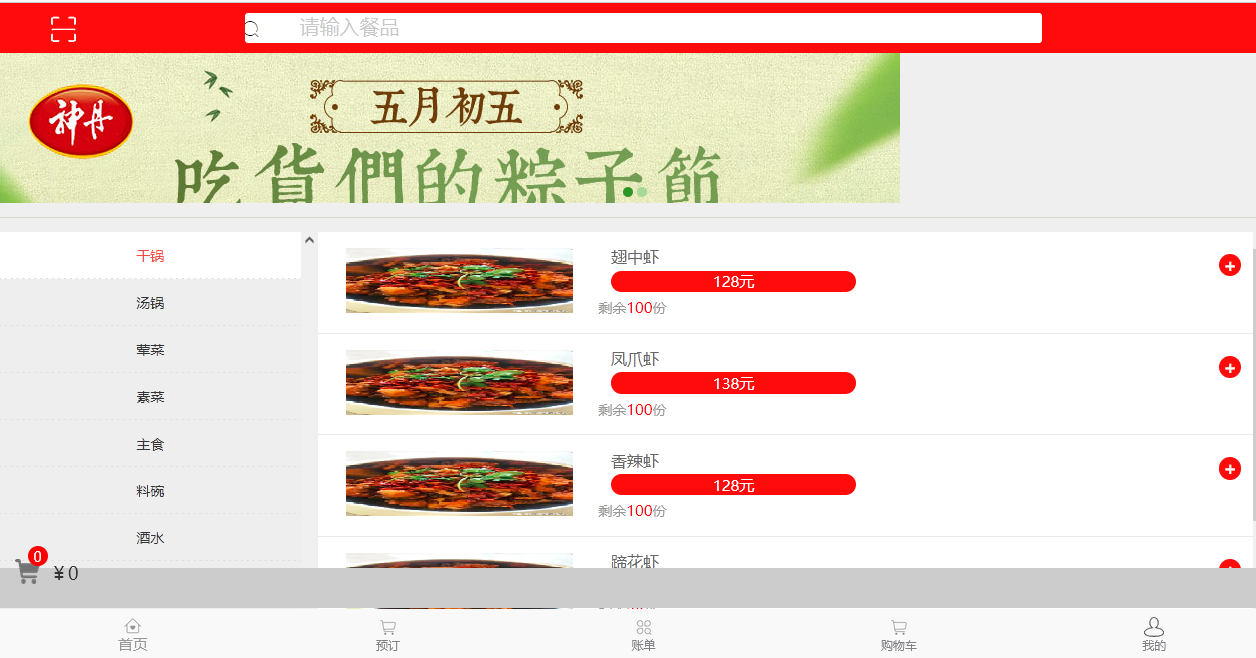 请输入餐品
神丹
五月初五
吃貨們的粽子節
干锅
汤锅
荤菜
素菜
主食
料碗
酒水
翅中虾
128元
剩余100份
凤爪虾
138元
剩余100份
香辣虾
128元
剩余100份
蹄花虾
0
¥0
首页
预订
账单
购物车
我的